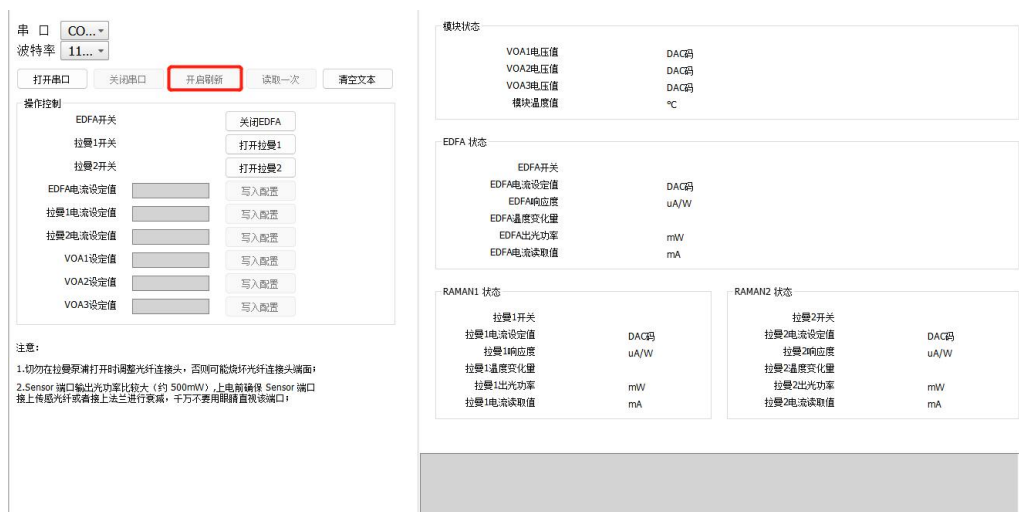 串 口 CO...
波特率 11...
打开串口 关闭串口 开启刷新 读取一次 清空文本
操作控制
EDFA开关 关闭EDFA
拉曼1开关 打开拉曼1
拉曼2开关 打开拉曼2
EDFA电流设定值 写入配置
拉曼1电流设定值 写入配置
拉曼2电流设定值 写入配置
VOA1设定值 写入配置
VOA2设定值 写入配置
VOA3设定值 写入配置
注意:
1.切勿在拉曼泵浦打开时调整光纤连接头，否则可能烧坏光纤连接头端面;
2.Sensor 端口输出光功率比较大（约 500mW）,上电前确保 Sensor 端口
接上传感光纤或者接上法兰进行衰减，千万不要用眼睛直视该端口;
模块状态
VOA1电压值 DAC码
VOA2电压值 DAC码
VOA3电压值 DAC码
模块温度值 ℃
EDFA 状态
EDFA开关
EDFA电流设定值 DAC码
EDFA响应度 uA/W
EDFA温度变化量
EDFA出光功率 mW
EDFA电流读取值 mA
RAMAN1 状态
拉曼1开关
拉曼1电流设定值 DAC码
拉曼1响应度 uA/W
拉曼1温度变化量
拉曼1出光功率 mW
拉曼1电流读取值 mA
RAMAN2 状态
拉曼2开关
拉曼2电流设定值 DAC码
拉曼2响应度 uA/W
拉曼2温度变化量
拉曼2出光功率 mW
拉曼2电流读取值 mA